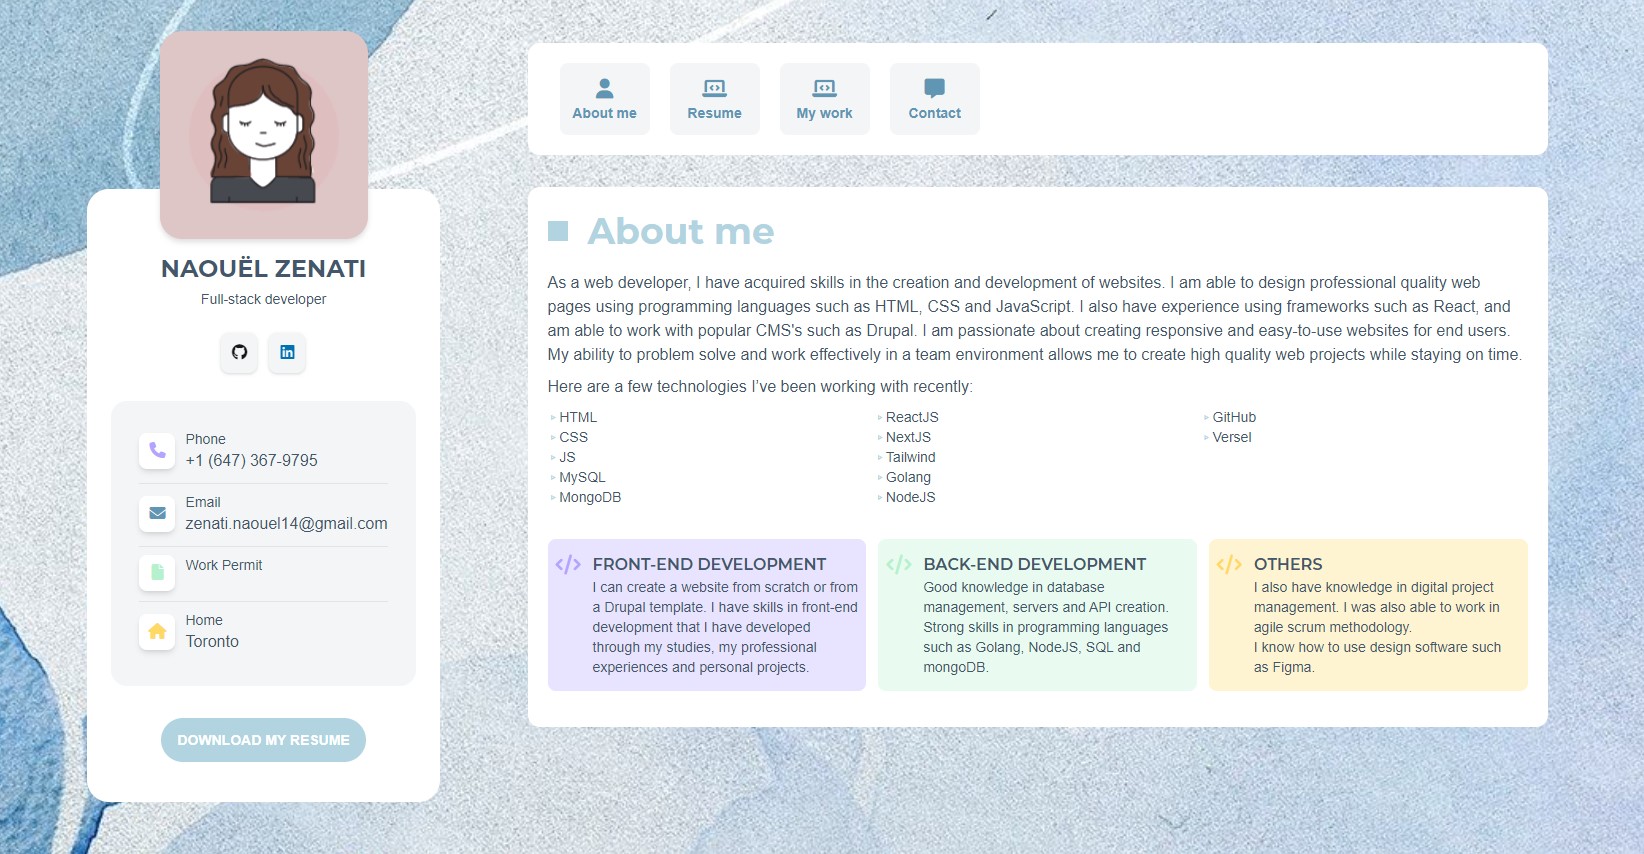 NAOUËL ZENATI
Full-stack developer
Phone
+1 (647) 367-9795
Email
zenati.naouel14@gmail.com
Work Permit
Home
Toronto
DOWNLOAD MY RESUME
About me
Resume
My work
Contact
About me
As a web developer, I have acquired skills in the creation and development of websites. I am able to design professional quality web
pages using programming languages such as HTML, CSS and JavaScript. I also have experience using frameworks such as React, and
am able to work with popular CMS's such as Drupal. I am passionate about creating responsive and easy-to-use websites for end users.
My ability to problem solve and work effectively in a team environment allows me to create high quality web projects while staying on time.
Here are a few technologies I've been working with recently:
HTML
CSS
JS
MySQL
MongoDB
ReactJS
NextJS
Tailwind
Golang
NodeJS
GitHub
Versel
FRONT-END DEVELOPMENT
I can create a website from scratch or from
a Drupal template. I have skills in front-end
development that I have developed
through my studies, my professional
experiences and personal projects.
BACK-END DEVELOPMENT
Good knowledge in database
management, servers and API creation.
Strong skills in programming languages
such as Golang, NodeJS, SQL and
mongoDB.
OTHERS
I also have knowledge in digital project
management. I was also able to work in
agile scrum methodology.
I know how to use design software such
as Figma.